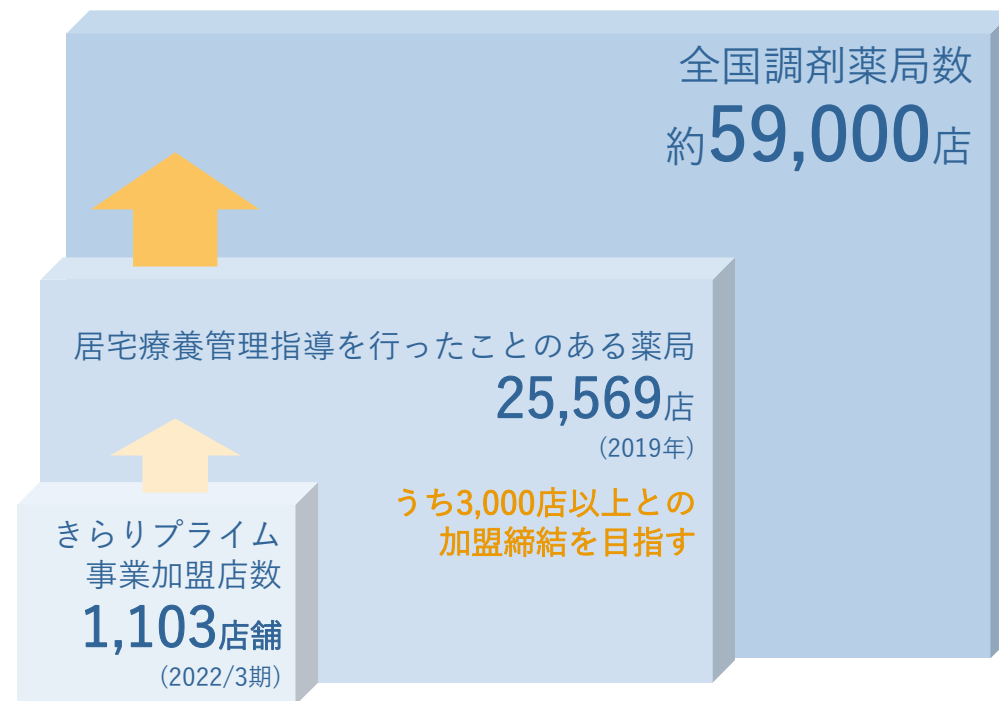 全国調剤薬局数
約59,000店
居宅療養管理指導を行ったことのある薬局
25,569店
(2019年)
うち3,000店以上との
加盟締結を目指す
きらりプライム
事業加盟店数
1,103店舗
(2022/3期)